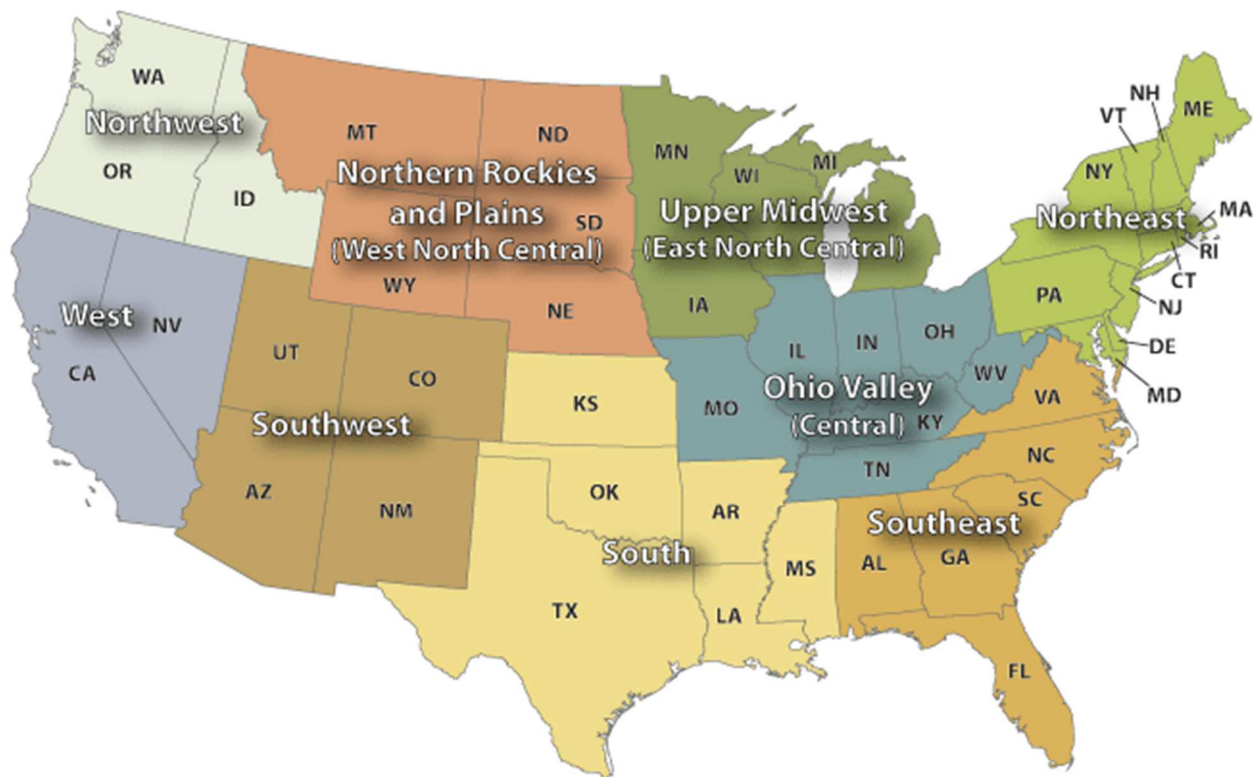 WA
Northwest
OR
ID
MT
ND
Northern Rockies
and Plains
(West North Central)
SD
WY
NE
MN
WI
MI
Upper Midwest
(East North Central)
IA
NH
VT
ME
NY
Northeast
MA
RI
CT
PA
NJ
DE
MD
West
NV
CA
UT
CO
Southwest
AZ
NM
KS
OK
AR
South
TX
LA
MS
IL
IN
OH
WV
Ohio Valley
(Central)
MO
KY
TN
VA
NC
SC
Southeast
AL
GA
FL